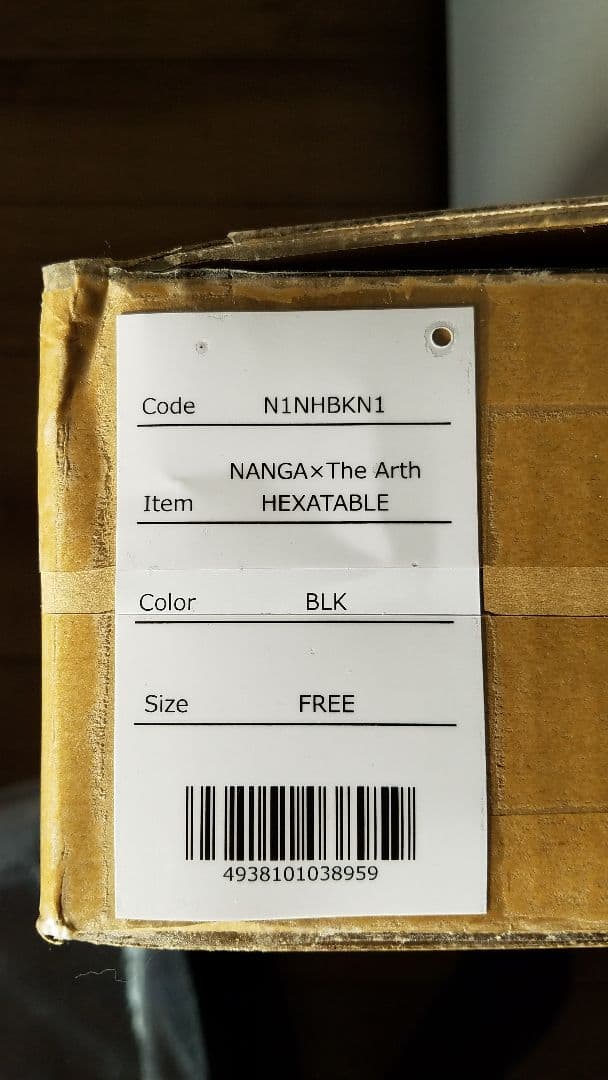 Code N1NHBKN1
NANGA×The Arth
Item HEXATABLE
Color BLK
Size FREE
4938101038959